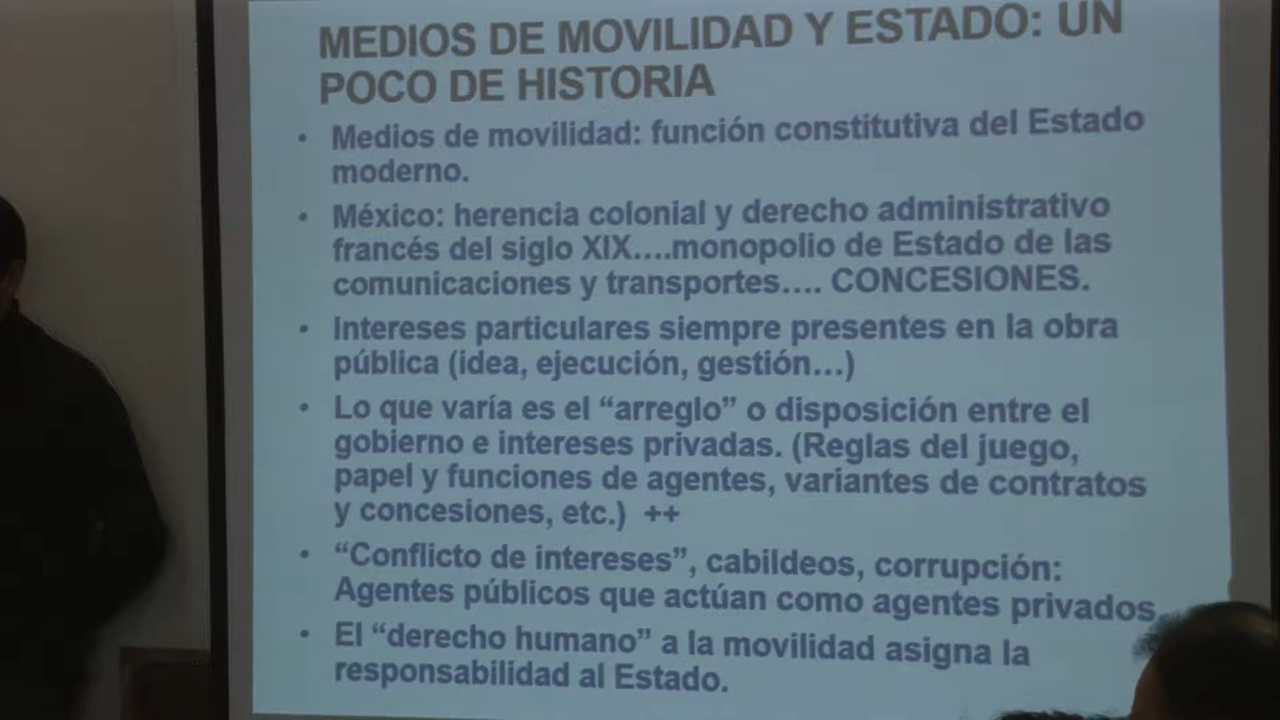 MEDIOS DE MOVILIDAD Y ESTADO: UN
POCO DE HISTORIA
• Medios de movilidad: función constitutiva del Estado
moderno.
• México: herencia colonial y derecho administrativo
francés del siglo XIX....monopolio de Estado de las
comunicaciones y transportes.... CONCESIONES.
• Intereses particulares siempre presentes en la obra
pública (idea, ejecución, gestión...)
• Lo que varía es el “arreglo” o disposición entre el
gobierno e intereses privadas. (Reglas del juego,
papel y funciones de agentes, variantes de contratos
y concesiones, etc.) ++
• “Conflicto de intereses”, cabildeos, corrupción:
Agentes públicos que actúan como agentes privados.
• El “derecho humano” a la movilidad asigna la
responsabilidad al Estado.